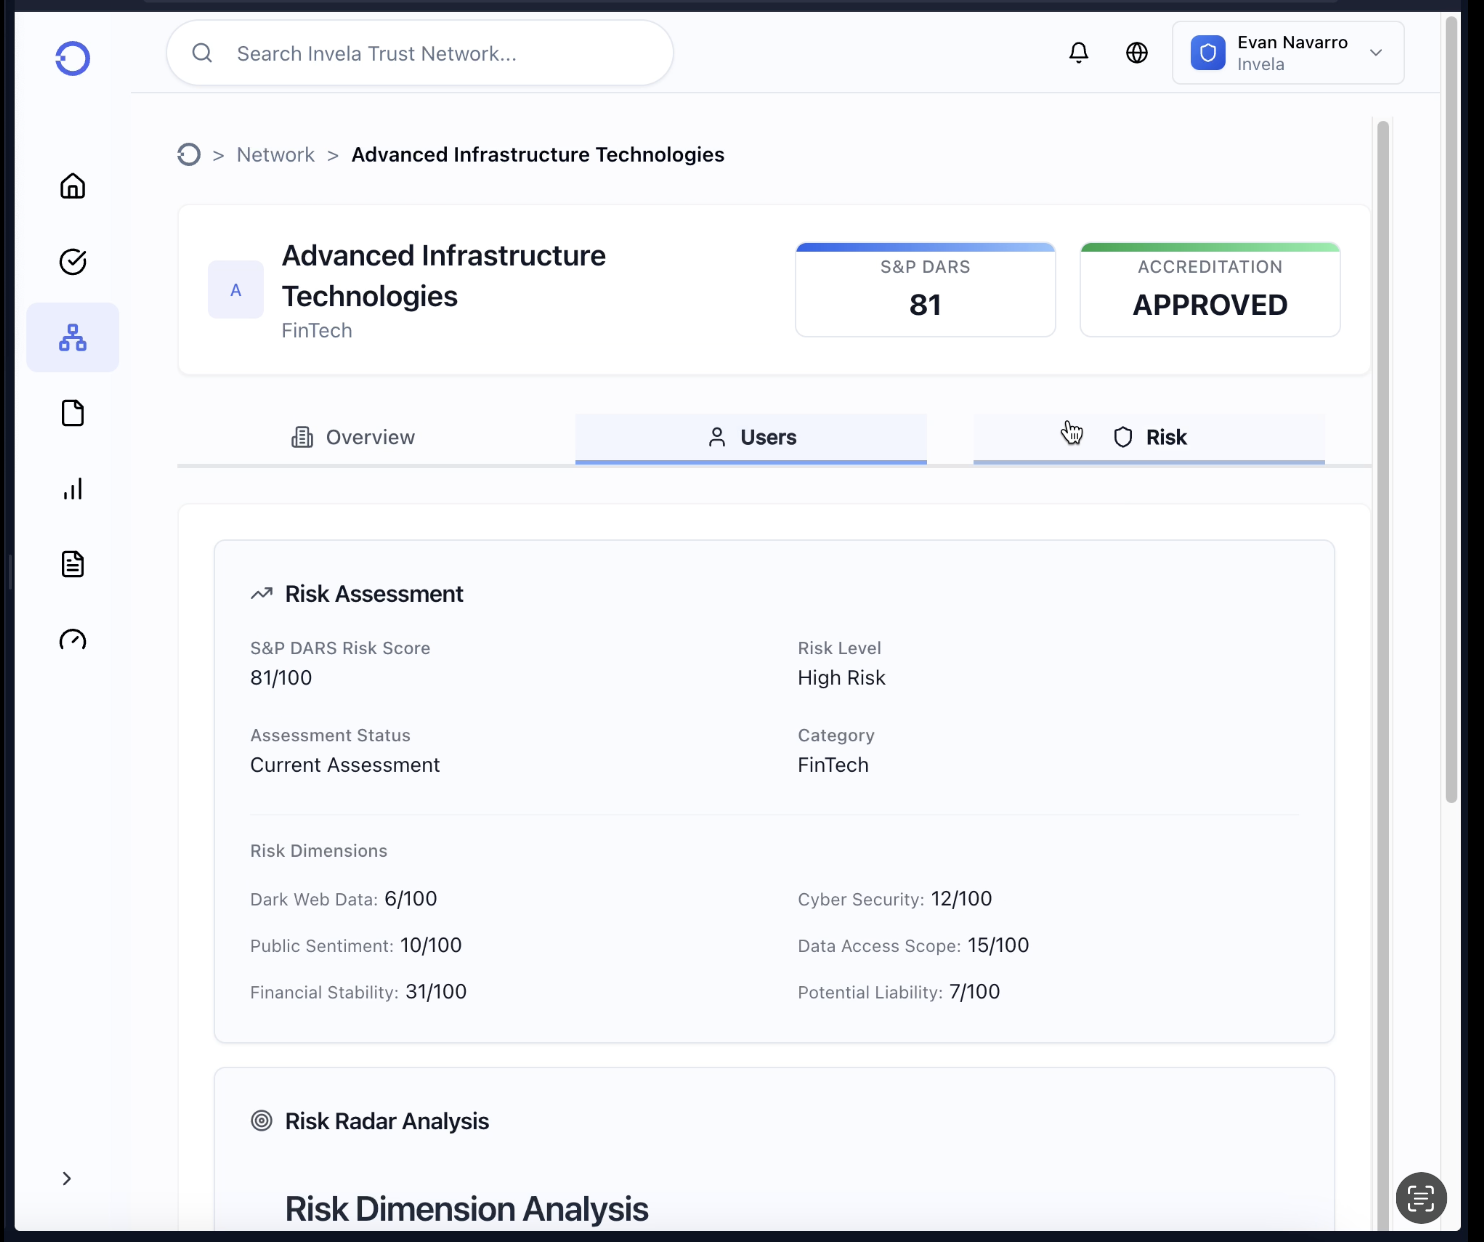 Search Invela Trust Network...
Evan Navarro
Invela
> Network > Advanced Infrastructure Technologies
A
Advanced Infrastructure
Technologies
FinTech
S&P DARS
81
ACCREDITATION
APPROVED
Overview
Users
Risk
Risk Assessment
S&P DARS Risk Score
81/100
Risk Level
High Risk
Assessment Status
Current Assessment
Category
FinTech
Risk Dimensions
Dark Web Data: 6/100
Cyber Security: 12/100
Public Sentiment: 10/100
Data Access Scope: 15/100
Financial Stability: 31/100
Potential Liability: 7/100
Risk Radar Analysis
Risk Dimension Analysis